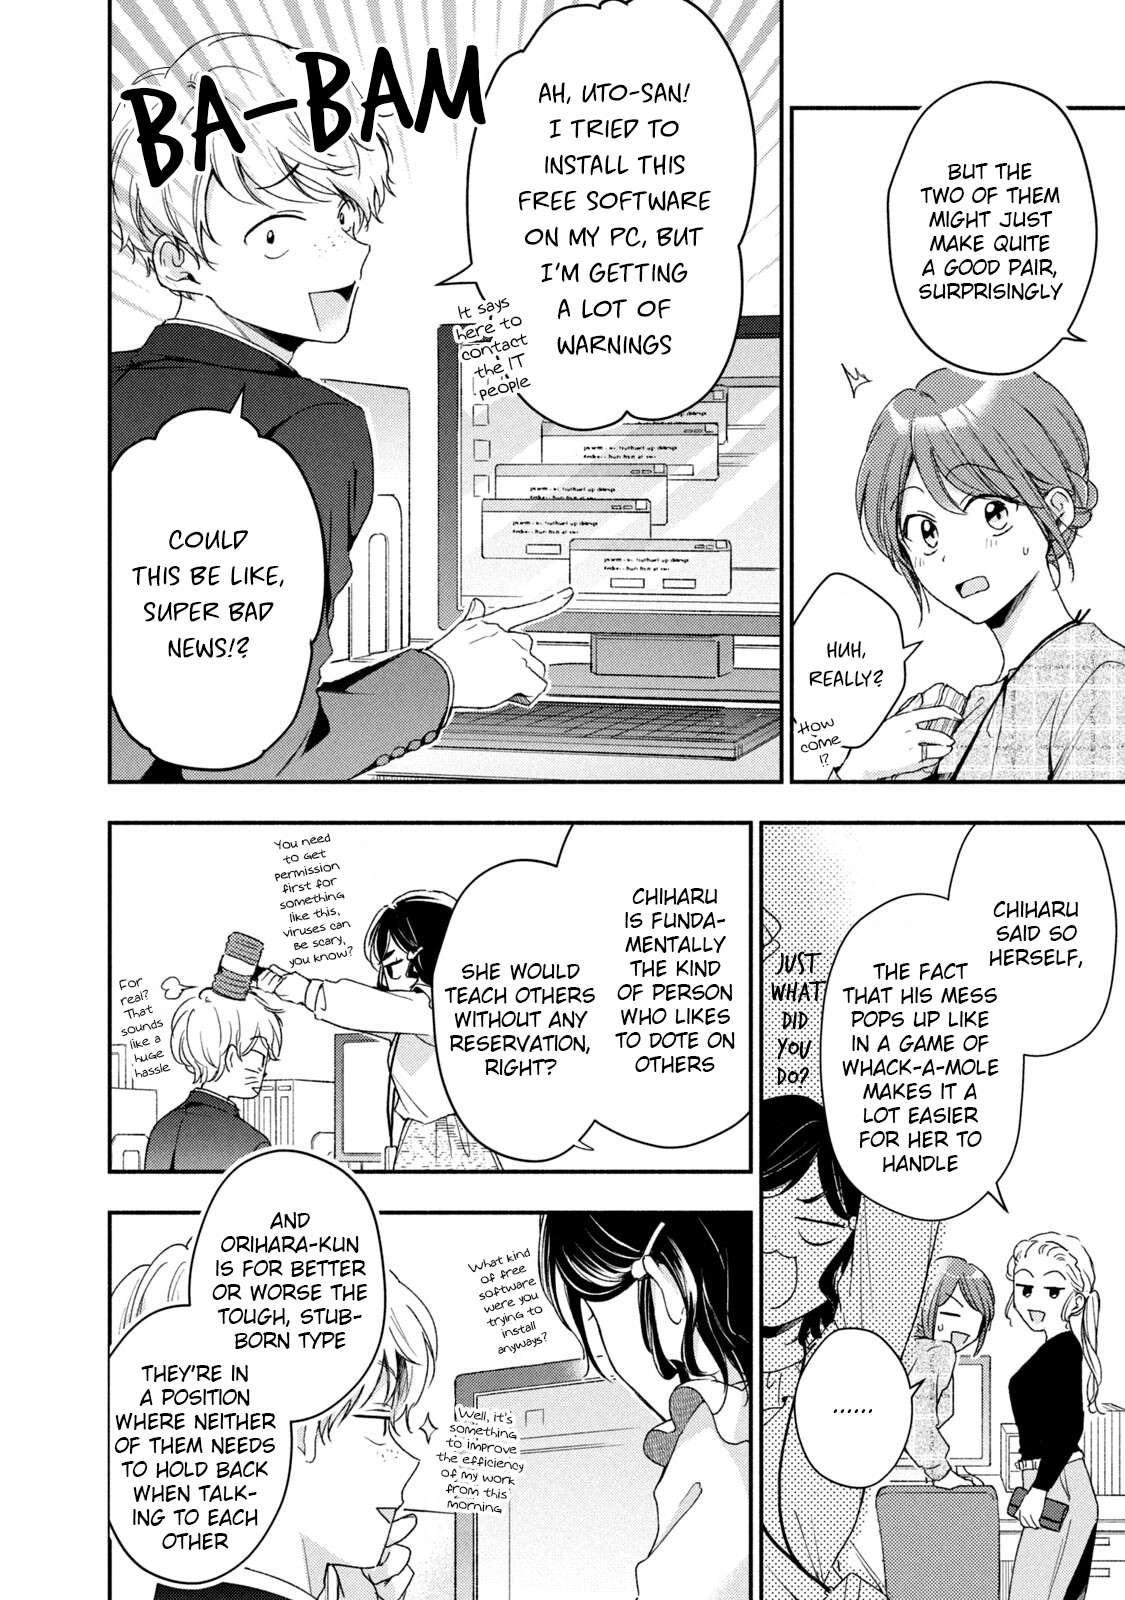 BUT THE
TWO OF THEM
MIGHT JUST
MAKE QUITE
A GOOD PAIR,
SURPRISINGLY
HUH,
REALLY?
How
come
!?
BA-BAM
AH, UTO-SAN!
I TRIED TO
INSTALL THIS
FREE SOFTWARE
ON MY PC, BUT
I'M GETTING
A LOT OF
WARNINGS
It says
here to
contact
the IT
people
COULD
THIS BE LIKE,
SUPER BAD
NEWS!?
CHIHARU
SAID SO
HERSELF,
THE FACT
THAT HIS MESS
POPS UP LIKE
IN A GAME OF
WHACK-A-MOLE
MAKES IT A
LOT EASIER
FOR HER TO
HANDLE
JUST
WHAT
DID
YOU
DO?
......
CHIHARU
IS FUNDA-
MENTALLY
THE KIND
OF PERSON
WHO LIKES
TO DOTE ON
OTHERS
SHE WOULD
TEACH OTHERS
WITHOUT ANY
RESERVATION,
RIGHT?
You need
to get
permission
first for
something
like this,
viruses can
be scary,
you know?
For
real?
That
sounds
like a
huge
hassle
What kind
of free
software
were you
trying to
install
anyways?
Well, it's
something
to improve
the efficiency
of my work
from this
morning
AND
ORIHARA-KUN
IS FOR BETTER
OR WORSE THE
TOUGH, STUB-
BORN TYPE
THEY'RE IN
A POSITION
WHERE NEITHER
OF THEM NEEDS
TO HOLD BACK
WHEN TALK-
ING TO EACH
OTHER